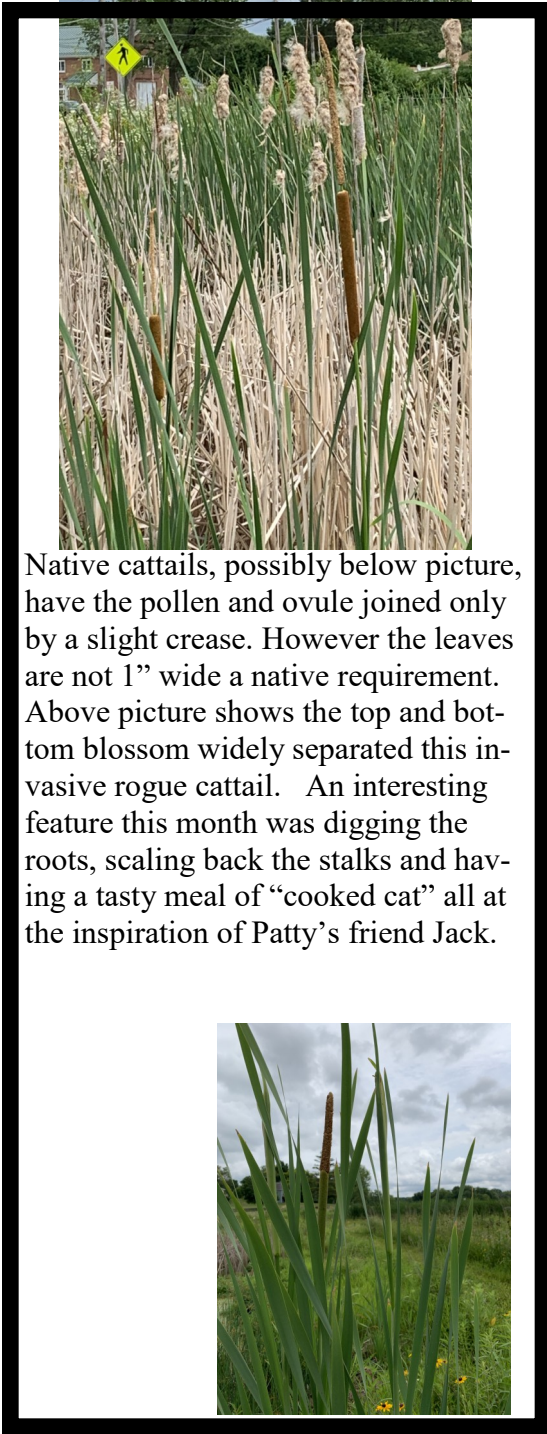 Native cattails, possibly below picture,
have the pollen and ovule joined only
by a slight crease. However the leaves
are not 1” wide a native requirement.
Above picture shows the top and bot-
tom blossom widely separated this in-
vasive rogue cattail.   An interesting
feature this month was digging the
roots, scaling back the stalks and hav-
ing a tasty meal of “cooked cat” all at
the inspiration of Patty’s friend Jack.